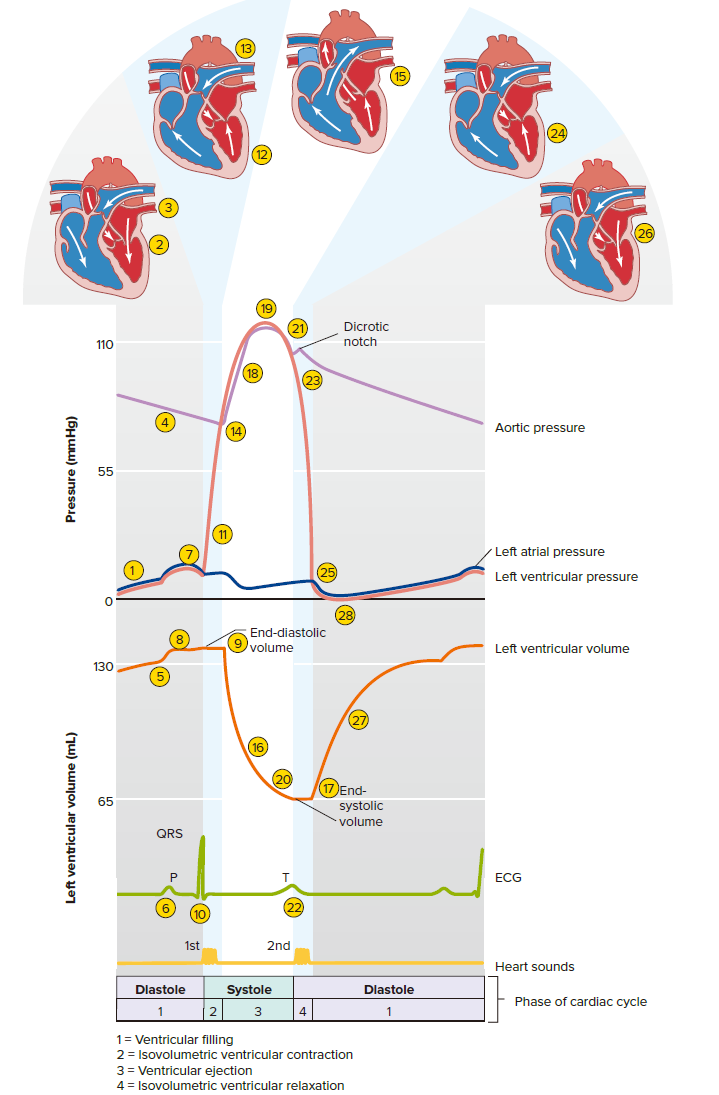 13
15
24
12
3
2
26
19
21
Dicrotic
notch
110
18
23
4
14
Aortic pressure
Pressure (mmHg)
55
11
7
1
25
Left atrial pressure
Left ventricular pressure
0
28
8
9
End-diastolic
volume
Left ventricular volume
130
5
27
16
20
17
End-
systolic
volume
65
Left ventricular volume (mL)
QRS
P
T
ECG
6
10
22
1st
2nd
Heart sounds
Diastole
Systole
Diastole
1
2
3
4
1
Phase of cardiac cycle
1 = Ventricular filling
2 = Isovolumetric ventricular contraction
3 = Ventricular ejection
4 = Isovolumetric ventricular relaxation